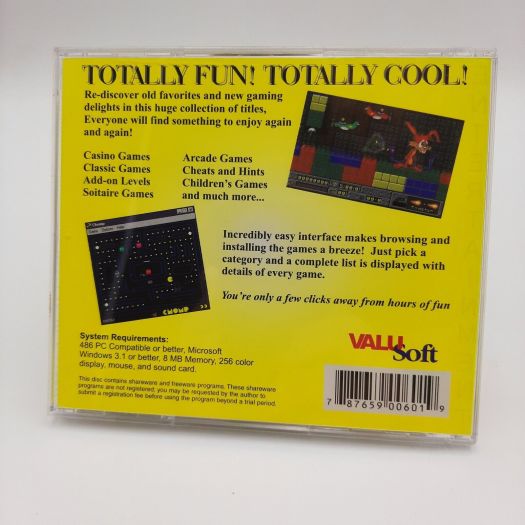 TOTALLY FUN! TOTALLY COOL!
Re-discover old favorites and new gaming
delights in this huge collection of titles,
Everyone will find something to enjoy again
and again!
Casino Games
Classic Games
Add-on Levels
Soitaire Games
Arcade Games
Cheats and Hints
Children's Games
and much more...
CHOMP
Incredibly easy interface makes browsing and
installing the games a breeze! Just pick a
category and a complete list is displayed with
details of every game.
You're only a few clicks away from hours of fun
System Requirements:
486 PC Compatible or better, Microsoft
Windows 3.1 or better, 8 MB Memory, 256 color
display, mouse, and sound card.
This disc contains shareware and freeware programs. These shareware
programs are not registered, you may be requested by the author to
submit a registration fee before using the program beyond a trial period.
VALU
Soft
7 87659 00601 9